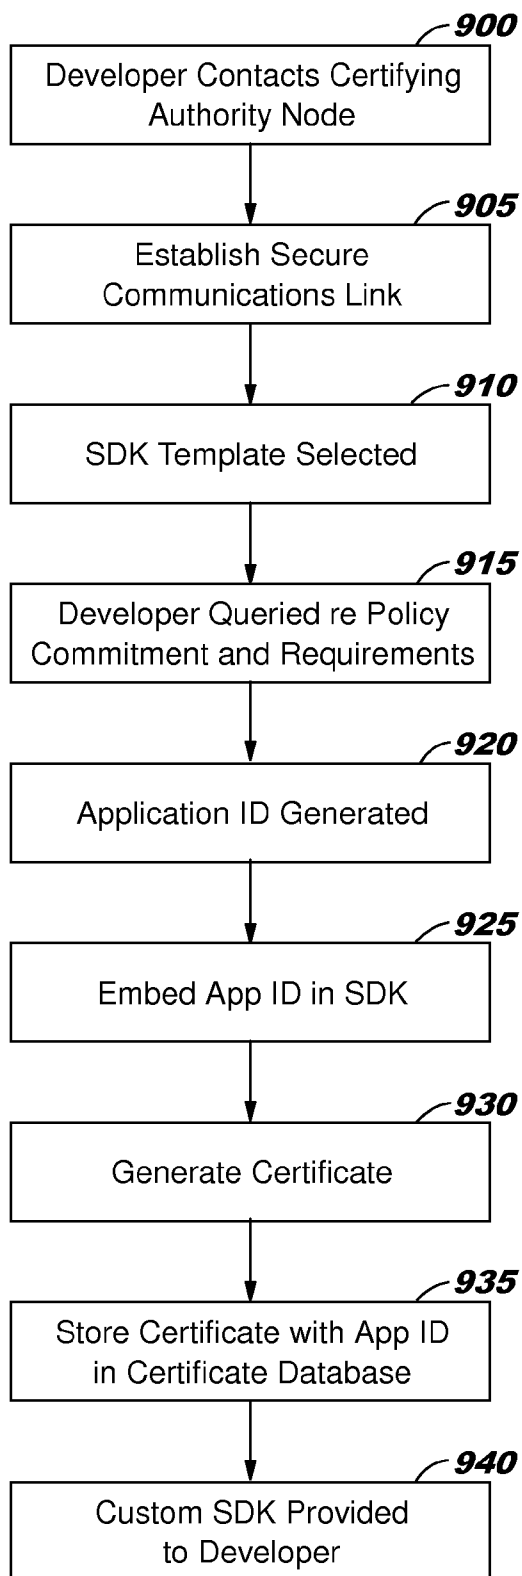 900
Developer Contacts Certifying
Authority Node
905
Establish Secure
Communications Link
910
SDK Template Selected
915
Developer Queried re Policy
Commitment and Requirements
920
Application ID Generated
925
Embed App ID in SDK
930
Generate Certificate
935
Store Certificate with App ID
in Certificate Database
940
Custom SDK Provided
to Developer